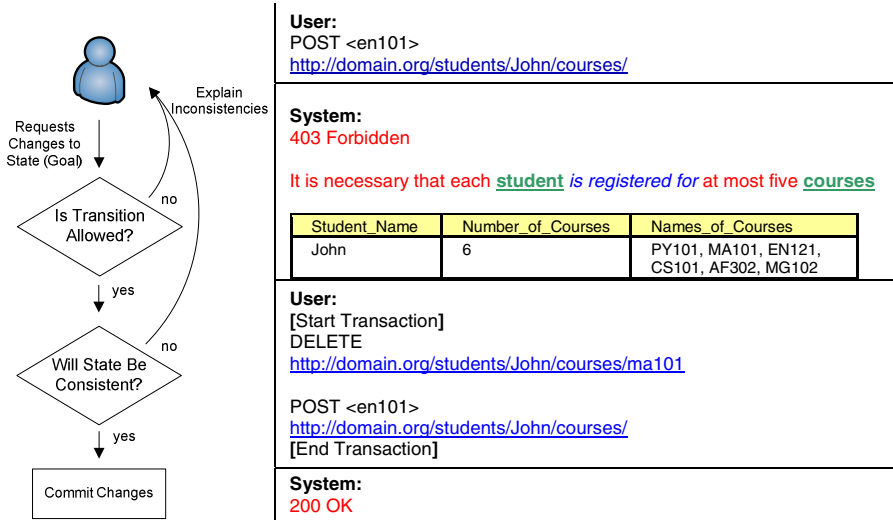 Requests
Changes to
State (Goal)
Explain
Inconsistencies
Is Transition
Allowed?
no
yes
Will State Be
Consistent?
no
yes
Commit Changes
User:
POST <en101>
http://domain.org/students/John/courses/
System:
403 Forbidden
It is necessary that each student is registered for at most five courses
Student_Name Number_of_Courses Names_of_Courses
John 6 PY101, MA101, EN121,
CS101, AF302, MG102
User:
[Start Transaction]
DELETE
http://domain.org/students/John/courses/ma101
POST <en101>
http://domain.org/students/John/courses/
[End Transaction]
System:
200 OK